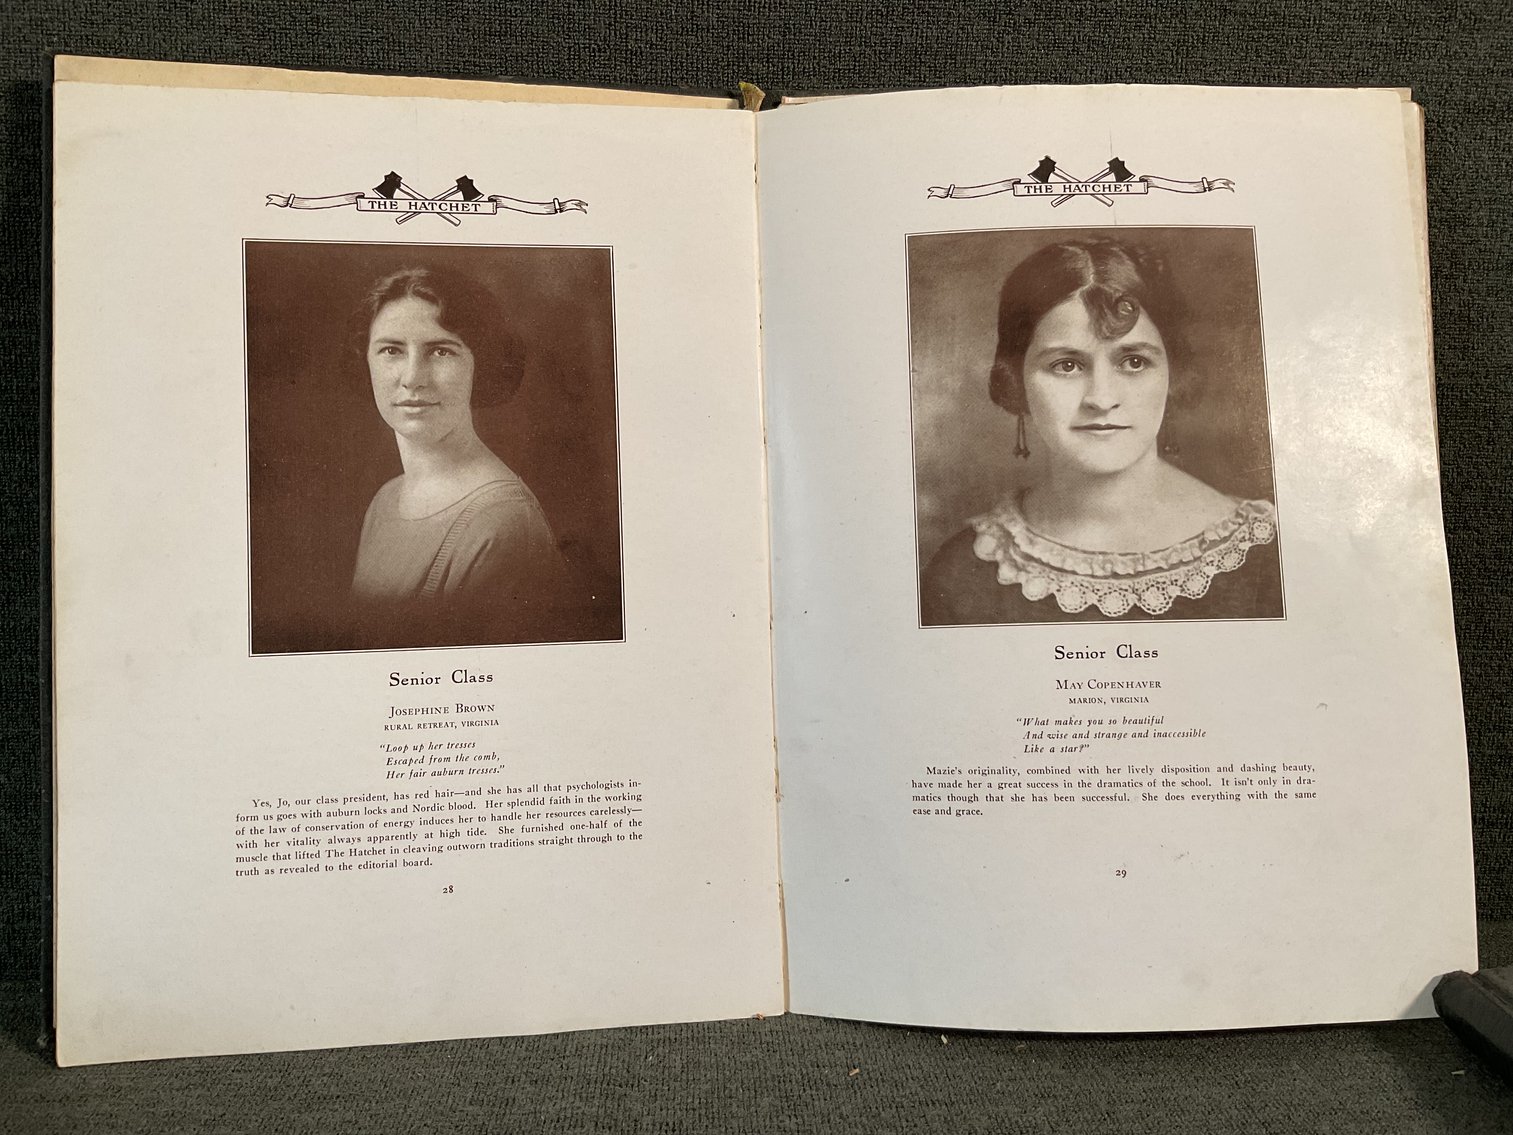 THE HATCHET
Senior Class
JOSEPHINE BROWN
RURAL RETREAT, VIRGINIA
"Loop up her tresses
Escaped from the comb,
Her fair auburn tresses."
Yes, Jo, our class president, has red hair—and she has all that psychologists in-
form us goes with auburn locks and Nordic blood. Her splendid faith in the working
of the law of conservation of energy induces her to handle her resources carelessly—
with her vitality always apparently at high tide. She furnished one-half of the
muscle that lifted The Hatchet in cleaving outworn traditions straight through to the
truth as revealed to the editorial board.
28
THE HATCHET
Senior Class
MAY COPENHAVER
MARION, VIRGINIA
"What makes you so beautiful
And wise and strange and inaccessible
Like a star?"
Mazie's originality, combined with her lively disposition and dashing beauty,
have made her a great success in the dramatics of the school. It isn't only in dra-
matics though that she has been successful. She does everything with the same
ease and grace.
29